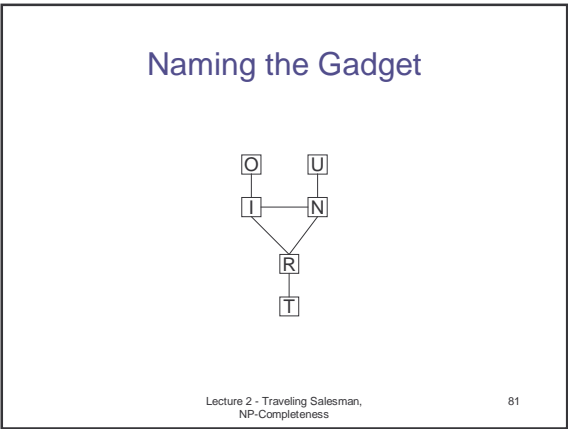 Naming the Gadget
O U
I N
R
T
Lecture 2 - Traveling Salesman,
NP-Completeness
81